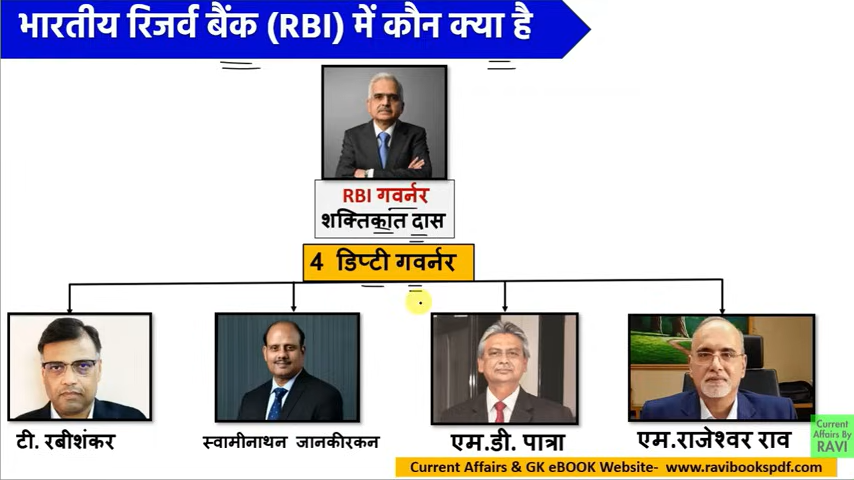 भारतीय रिजर्व बैंक (RBI) में कौन क्या है
RBI गवर्नर
शक्तिकांत दास
4 डिप्टी गवर्नर
टी. रबीशंकर
स्वामीनाथन जानकीरकन
एम.डी. पात्रा
एम.राजेश्वर राव
Current
Affairs By
RAVI
Current Affairs & GK eBOOK Website- www.ravibookspdf.com